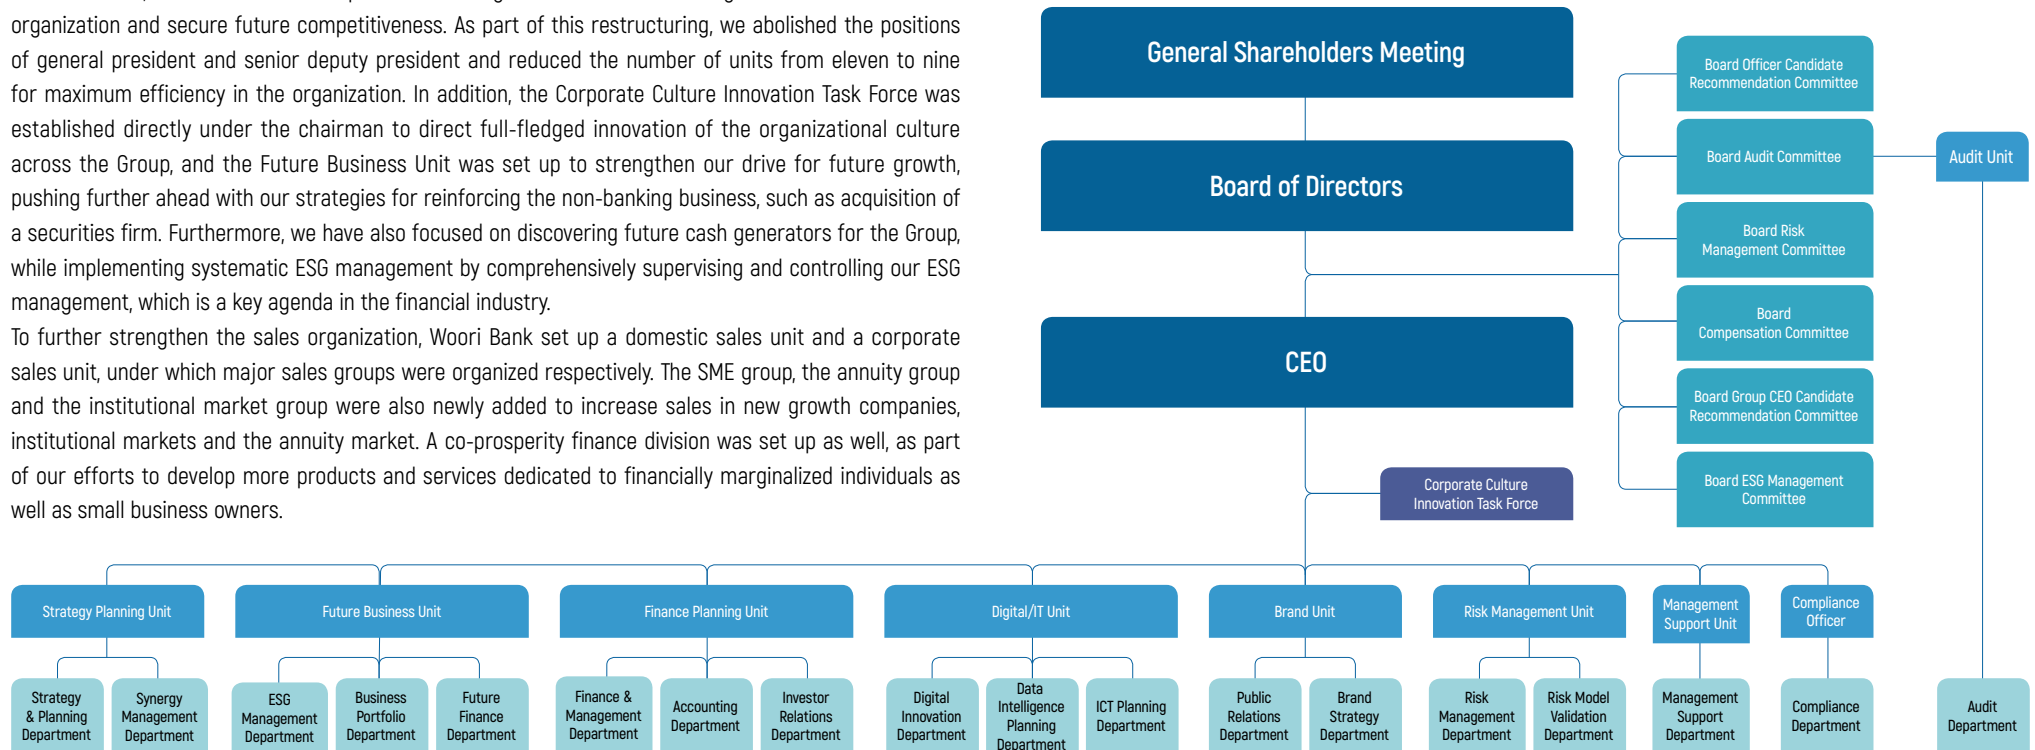 organization and secure future competitiveness. As part of this restructuring, we abolished the positions
of general president and senior deputy president and reduced the number of units from eleven to nine
for maximum efficiency in the organization. In addition, the Corporate Culture Innovation Task Force was
established directly under the chairman to direct full-fledged innovation of the organizational culture
across the Group, and the Future Business Unit was set up to strengthen our drive for future growth,
pushing further ahead with our strategies for reinforcing the non-banking business, such as acquisition of
a securities firm. Furthermore, we have also focused on discovering future cash generators for the Group,
while implementing systematic ESG management by comprehensively supervising and controlling our ESG
management, which is a key agenda in the financial industry.
To further strengthen the sales organization, Woori Bank set up a domestic sales unit and a corporate
sales unit, under which major sales groups were organized respectively. The SME group, the annuity group
and the institutional market group were also newly added to increase sales in new growth companies,
institutional markets and the annuity market. A co-prosperity finance division was set up as well, as part
of our efforts to develop more products and services dedicated to financially marginalized individuals as
well as small business owners.
General Shareholders Meeting
Board of Directors
CEO
Corporate Culture
Innovation Task Force
Board Officer Candidate
Recommendation Committee
Board Audit Committee
Board Risk
Management Committee
Board
Compensation Committee
Board Group CEO Candidate
Recommendation Committee
Board ESG Management
Committee
Audit Unit
Strategy Planning Unit
Future Business Unit
Finance Planning Unit
Digital/IT Unit
Brand Unit
Risk Management Unit
Management
Support Unit
Compliance
Officer
Strategy
& Planning
Department
Synergy
Management
Department
ESG
Management
Department
Business
Portfolio
Department
Future
Finance
Department
Finance &
Management
Department
Accounting
Department
Investor
Relations
Department
Digital
Innovation
Department
Data
Intelligence
Planning
Department
ICT Planning
Department
Public
Relations
Department
Brand
Strategy
Department
Risk
Management
Department
Risk Model
Validation
Department
Management
Support
Department
Compliance
Department
Audit
Department